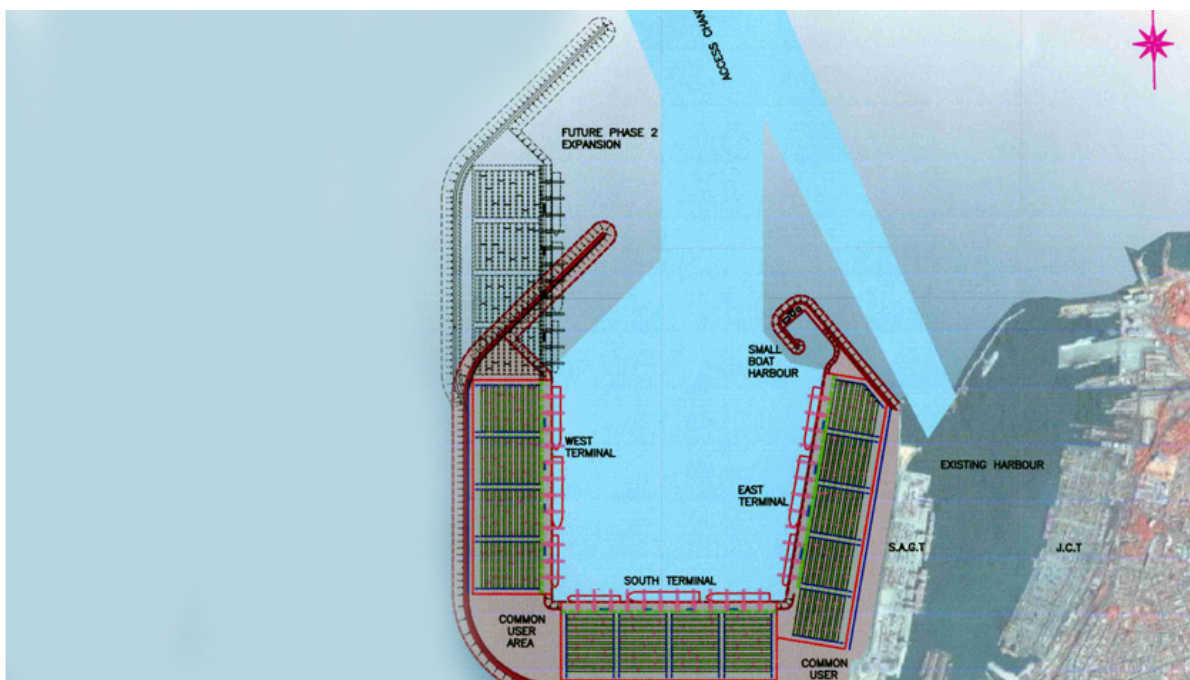 ACCESS CHAN
FUTURE PHASE 2
EXPANSION
SMALL
BOAT
HARBOUR
WEST
TERMINAL
EXISTING HARBOUR
EAST
TERMINAL
S.A.G.T
J.C.T
SOUTH TERMINAL
COMMON
USER
AREA
COMMON
USER